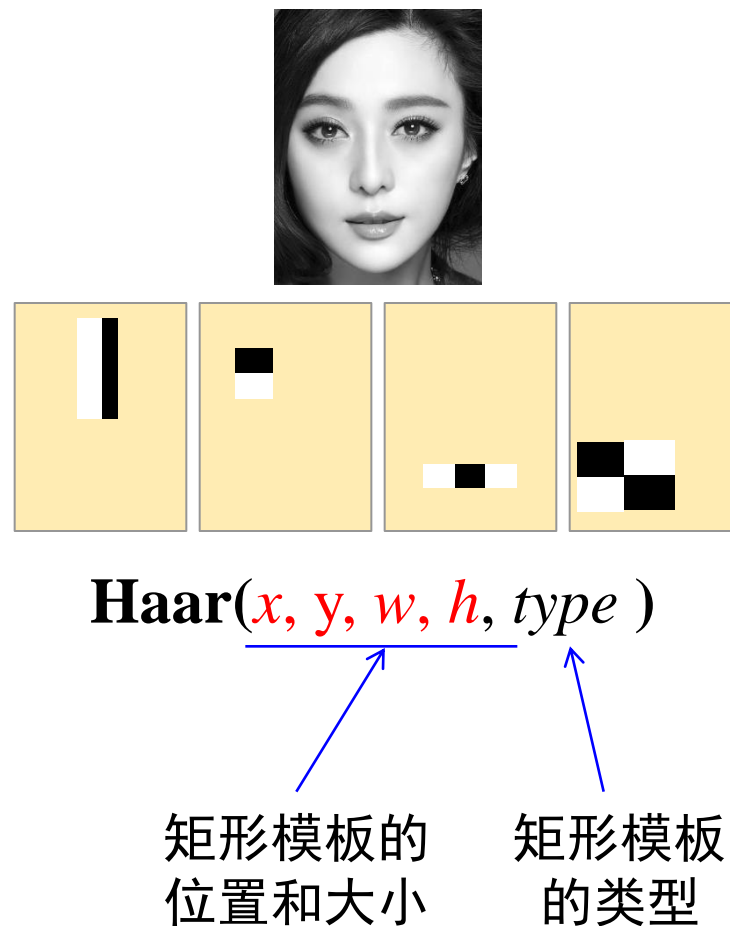 Haar(x, y, w, h, type )
矩形模板的 矩形模板
位置和大小 的类型